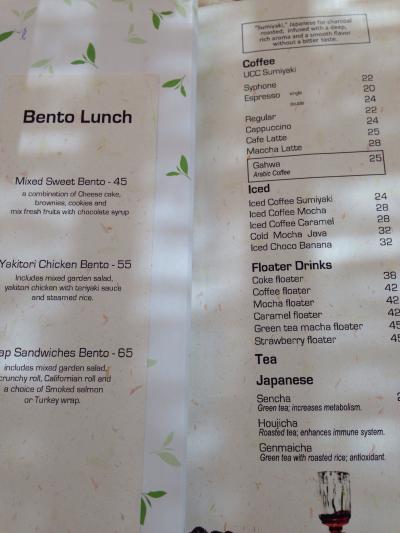 Bento Lunch
Mixed Sweet Bento - 45
a combination of Cheese cake,
brownies, cookies and
mix fresh fruits with chocolate syrup
Yakitori Chicken Bento - 55
Includes mixed garden salad,
yakitori chicken with teriyaki sauce
and steamed rice.
ap Sandwiches Bento - 65
includes mixed garden salad,
crunchy roll, Californian roll and
a choice of Smoked salmon
or Turkey wrap.
"Sumiyaki," Japanese for charcoal
roasted, infused with a deep,
rich aroma and a smooth flavor
without a bitter taste.
Coffee
UCC Sumiyaki
Syphone 22
Espresso single 20
double 24
Regular 22
Cappuccino 24
Cafe Latte 25
Maccha Latte 28
Gahwa 25
Arabic Coffee
Iced
Iced Coffee Sumiyaki 24
Iced Coffee Mocha 28
Iced Coffee Caramel 28
Cold Mocha Java 32
Iced Choco Banana 32
Floater Drinks
Coke floater 38
Coffee floater 42
Mocha floater 42
Caramel floater 42
Green tea macha floater 45
Strawberry floater 45
Tea
Japanese
Sencha
Green tea; increases metabolism.
Houjicha
Roasted tea; enhances immune system.
Genmaicha
Green tea with roasted rice; antioxidant.